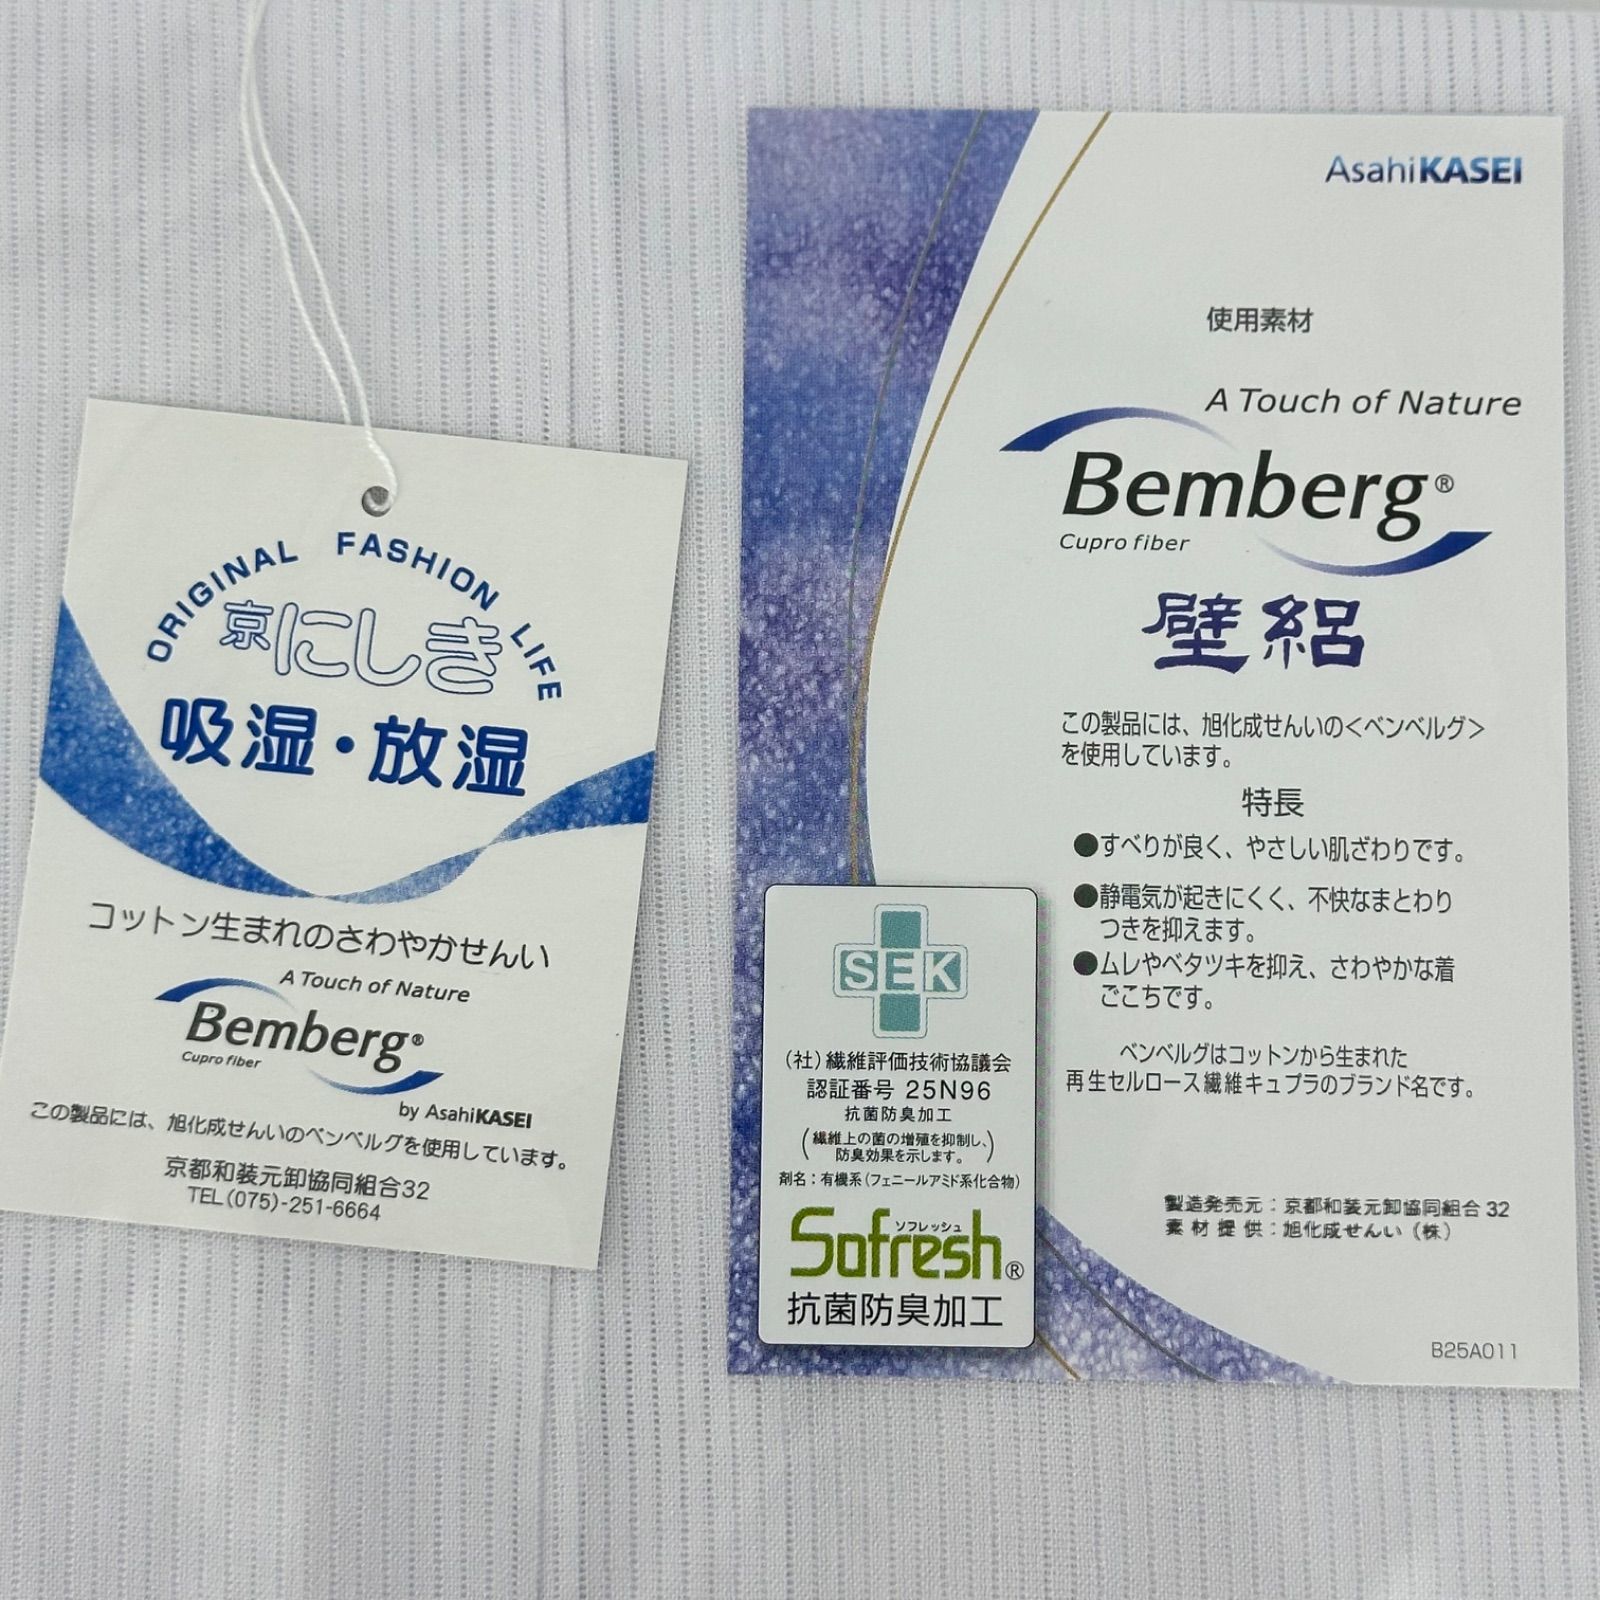 ORIGINAL FASHION LIFE
京にしき
吸湿・放湿
コットン生まれのさわやかせんい
A Touch of Nature
Bemberg®
Cupro fiber
by AsahiKASEI
この製品には、旭化成せんいのベンベルグを使用しています。
京都和装元卸協同組合32
TEL(075)-251-6664
AsahiKASEI
使用素材
A Touch of Nature
Bemberg®
Cupro fiber
壁絽
この製品には、旭化成せんいの<ベンベルグ>
を使用しています。
特長
●すべりが良く、やさしい肌ざわりです。
●静電気が起きにくく、不快なまとわり
つきを抑えます。
●ムレやベタツキを抑え、さわやかな着
ごこちです。
ベンベルグはコットンから生まれた
再生セルロース繊維キュプラのブランド名です。
製造発売元：京都和装元卸協同組合32
素材提供：旭化成せんい（株）
B25A011
SEK
（社）繊維評価技術協議会
認証番号 25N96
抗菌防臭加工
（繊維上の菌の増殖を抑制し、
防臭効果を示します。）
剤名：有機系（フェニールアミド系化合物）
ソフレッシュ
Sofresh®
抗菌防臭加工